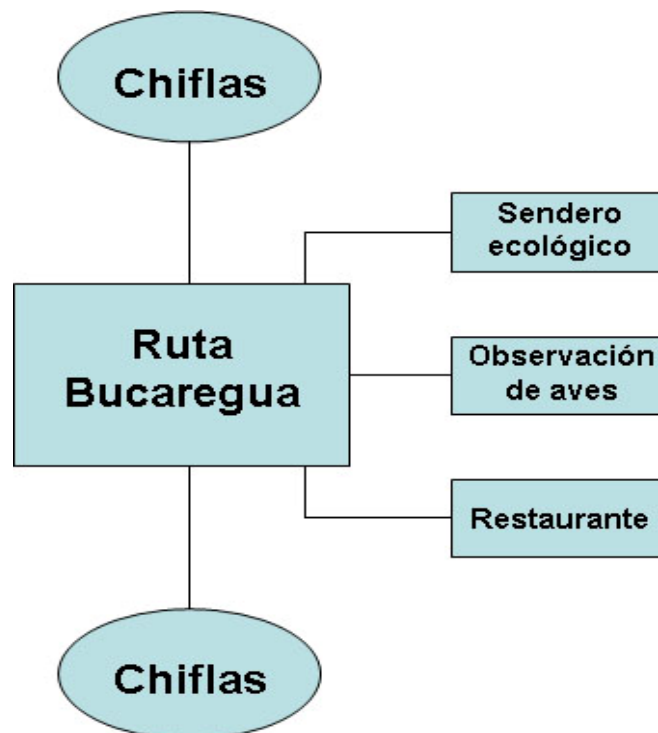 Chiflas
Sendero
ecológico
Ruta
Bucaregua
Observación
de aves
Restaurante
Chiflas